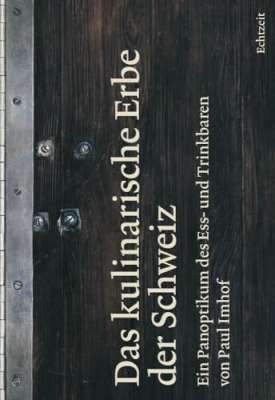 Das kulinarische Erbe
der Schweiz
Ein Panoptikum des Ess- und Trinkbaren
von Paul Imhof
Echtzeit